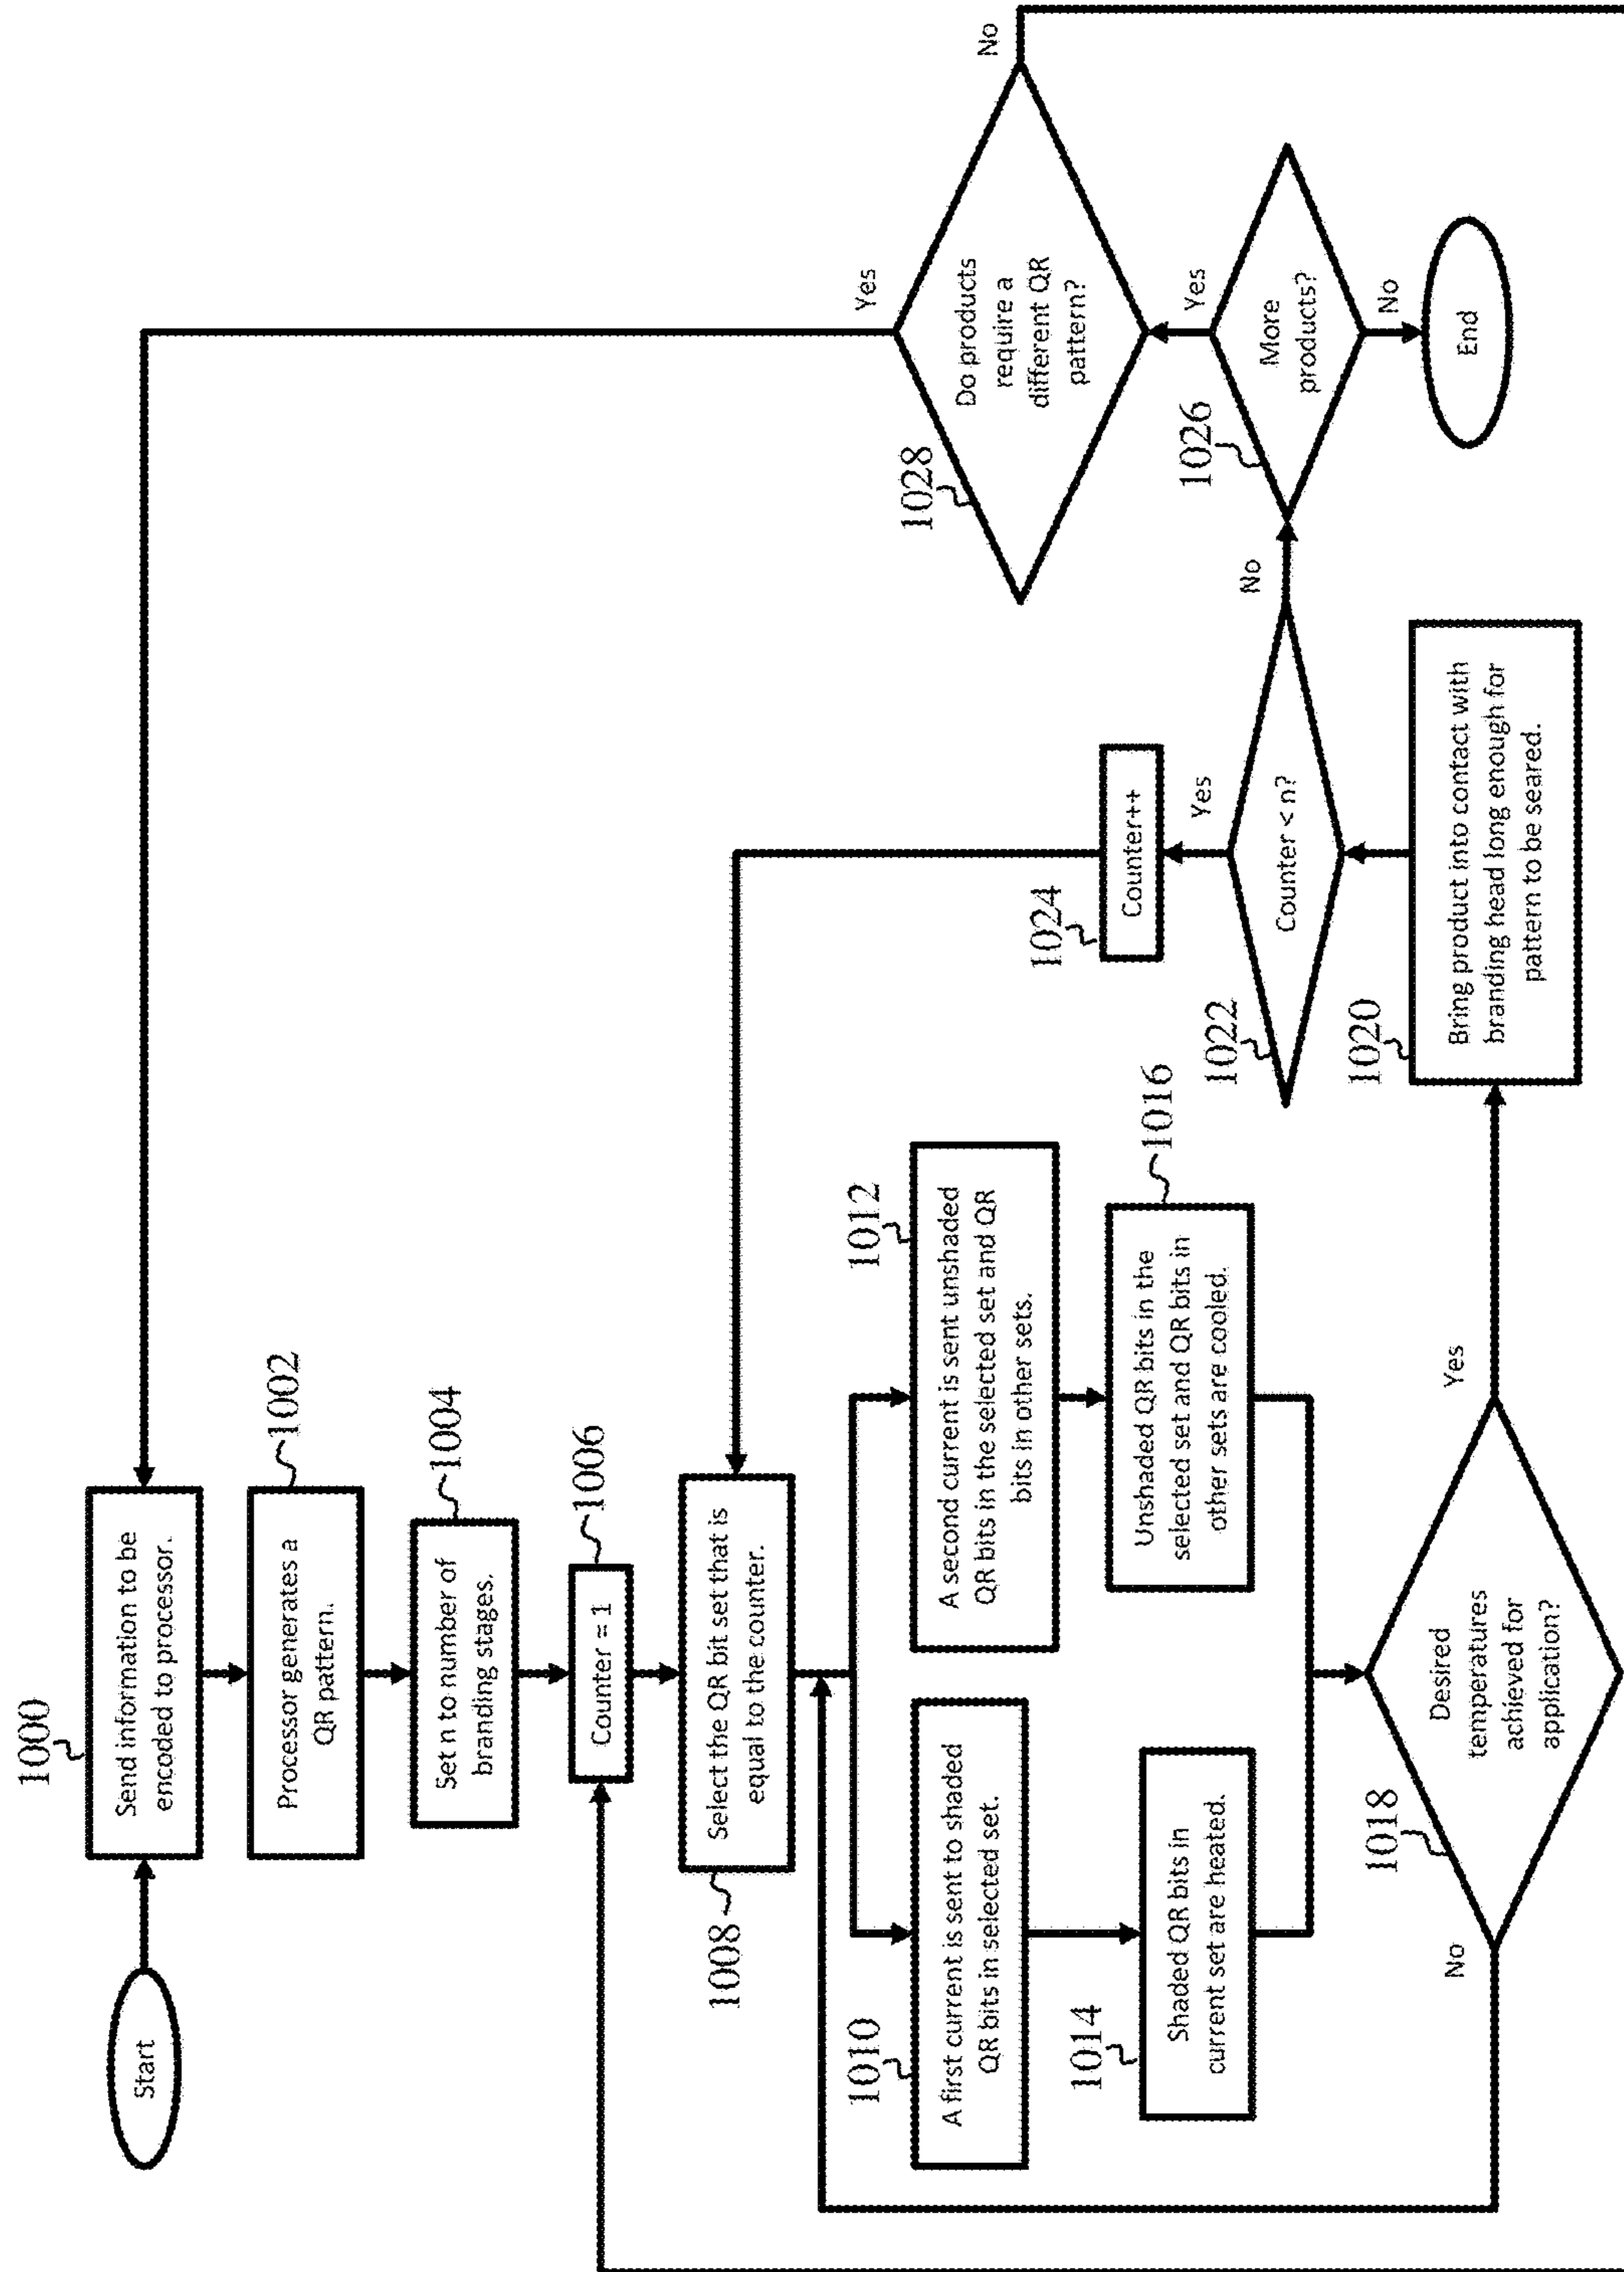 Start
1000
Send information to be
encoded to processor.
1002
Processor generates a
QR pattern.
1004
Set n to number of
branding stages.
1006
Counter = 1
1008
Select the QR bit set that is
equal to the counter.
1010
A first current is sent to shaded
QR bits in selected set.
1012
A second current is sent unshaded
QR bits in the selected set and QR
bits in other sets.
1014
Shaded QR bits in
current set are heated.
1016
Unshaded QR bits in the
selected set and QR bits in
other sets are cooled.
1018
Desired
temperatures
achieved for
application?
No
Yes
1020
Bring product into contact with
branding head long enough for
pattern to be seared.
1022
Counter < n?
Yes
No
1024
Counter++
1026
More
products?
Yes
No
1028
Do products
require a
different QR
pattern?
Yes
No
End